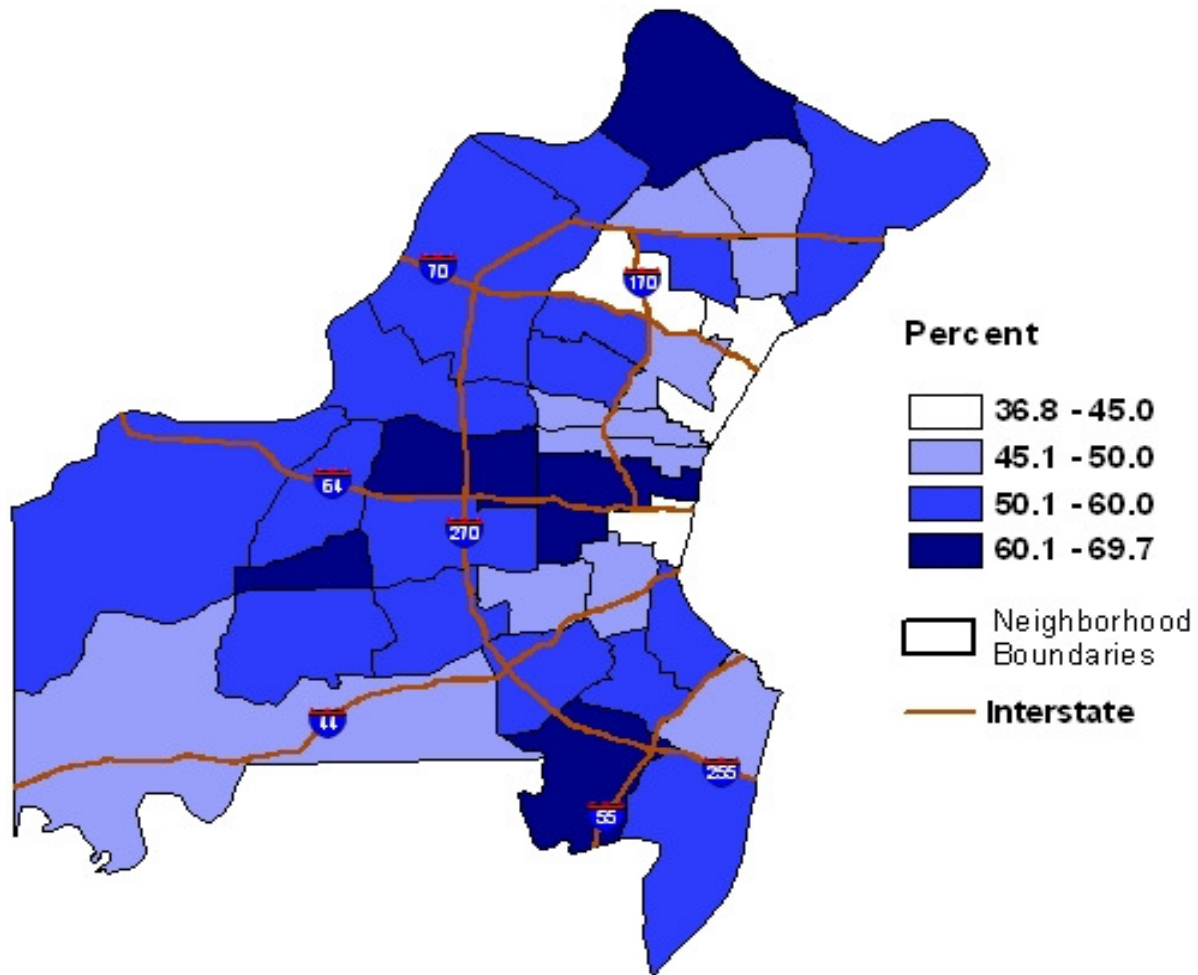 70
170
64
270
44
255
55
Percent
36.8 - 45.0
45.1 - 50.0
50.1 - 60.0
60.1 - 69.7
Neighborhood
Boundaries
Interstate